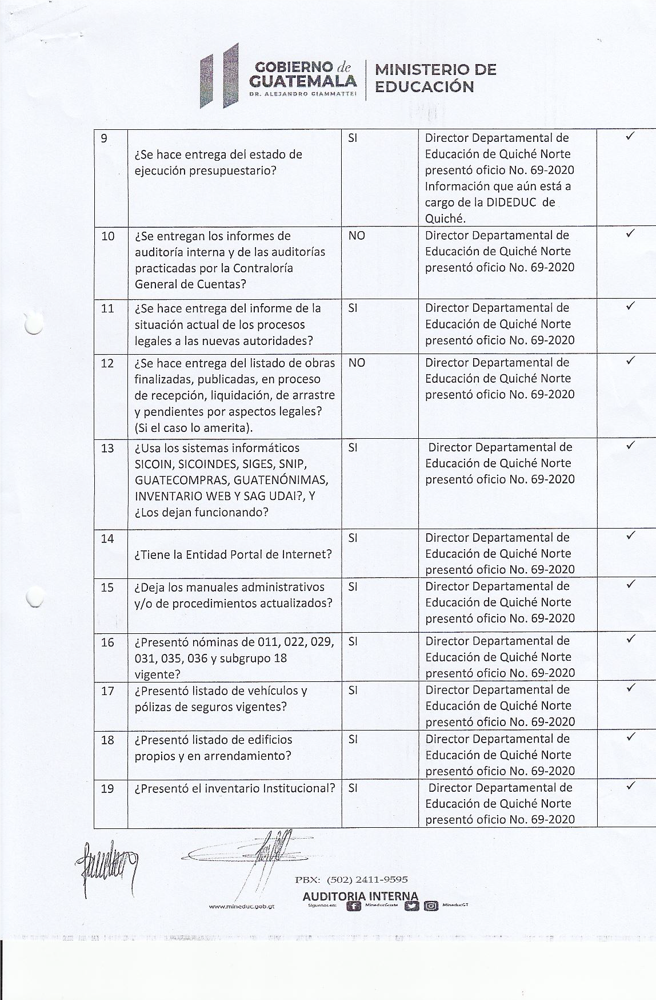 GOBIERNO de
GUATEMALA
DR. ALEJANDRO GIAMMATTEI
MINISTERIO DE
EDUCACIÓN
9
¿Se hace entrega del estado de
ejecución presupuestario?
SI
Director Departamental de
Educación de Quiché Norte
presentó oficio No. 69-2020
Información que aún está a
cargo de la DIDEDUC de
Quiché.
✓
10
¿Se entregan los informes de
auditoría interna y de las auditorías
practicadas por la Contraloría
General de Cuentas?
NO
Director Departamental de
Educación de Quiché Norte
presentó oficio No. 69-2020
✓
11
¿Se hace entrega del informe de la
situación actual de los procesos
legales a las nuevas autoridades?
SI
Director Departamental de
Educación de Quiché Norte
presentó oficio No. 69-2020
✓
12
¿Se hace entrega del listado de obras
finalizadas, publicadas, en proceso
de recepción, liquidación, de arrastre
y pendientes por aspectos legales?
(Si el caso lo amerita).
NO
Director Departamental de
Educación de Quiché Norte
presentó oficio No. 69-2020
✓
13
¿Usa los sistemas informáticos
SICOIN, SICOINDES, SIGES, SNIP,
GUATECOMPRAS, GUATENÓNIMAS,
INVENTARIO WEB Y SAG UDAI?, Y
¿Los dejan funcionando?
SI
Director Departamental de
Educación de Quiché Norte
presentó oficio No. 69-2020
✓
14
¿Tiene la Entidad Portal de Internet?
SI
Director Departamental de
Educación de Quiché Norte
presentó oficio No. 69-2020
✓
15
¿Deja los manuales administrativos
y/o de procedimientos actualizados?
SI
Director Departamental de
Educación de Quiché Norte
presentó oficio No. 69-2020
✓
16
¿Presentó nóminas de 011, 022, 029,
031, 035, 036 y subgrupo 18
vigente?
SI
Director Departamental de
Educación de Quiché Norte
presentó oficio No. 69-2020
✓
17
¿Presentó listado de vehículos y
pólizas de seguros vigentes?
SI
Director Departamental de
Educación de Quiché Norte
presentó oficio No. 69-2020
✓
18
¿Presentó listado de edificios
propios y en arrendamiento?
SI
Director Departamental de
Educación de Quiché Norte
presentó oficio No. 69-2020
✓
19
¿Presentó el inventario Institucional?
SI
Director Departamental de
Educación de Quiché Norte
presentó oficio No. 69-2020
✓
PBX: (502) 2411-9595
AUDITORIA INTERNA
www.mineduc.gob.gt
Síguenos en:
MineducGuate
MineducGT